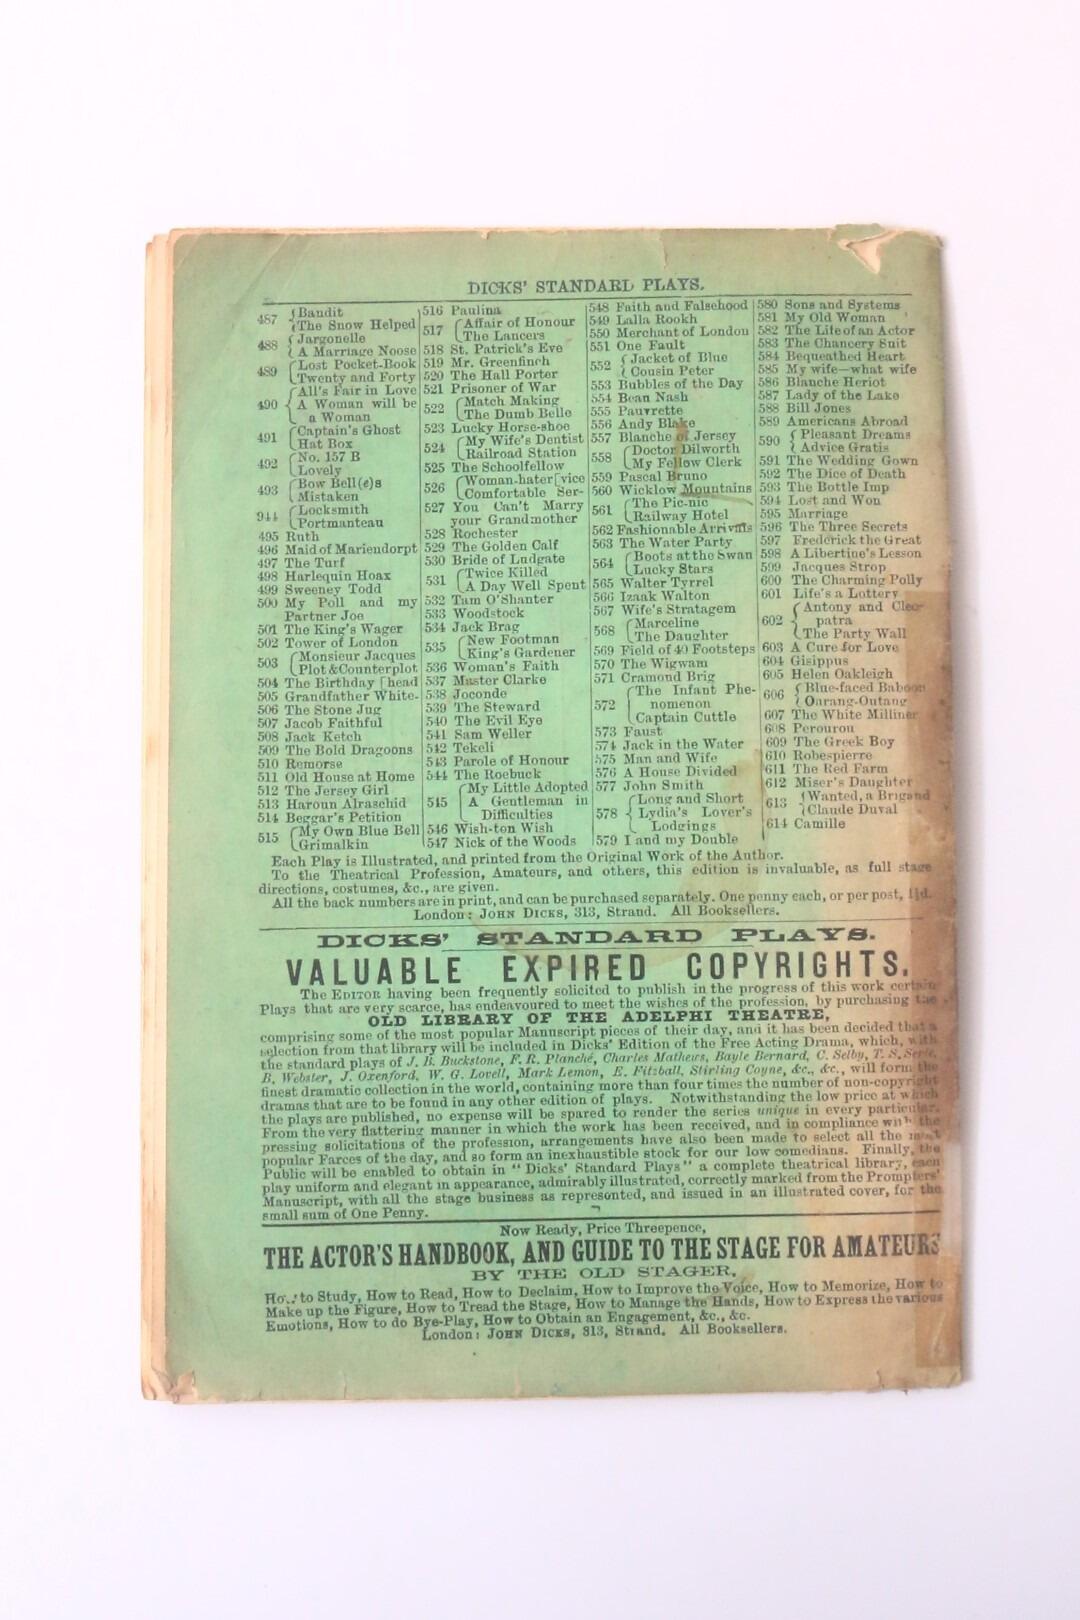 DICKS' STANDARD PLAYS.
487 { Bandit
{ The Snow Helped
488 { Jargonelle
{ A Marriage Noose
489 { Lost Pocket-Book
{ Twenty and Forty
490 { All's Fair in Love
{ A Woman will be
a Woman
491 { Captain's Ghost
{ Hat Box
492 { No. 157 B
{ Lovely
493 { Bow Bell(e)s
{ Mistaken
944 { Locksmith
{ Portmanteau
495 Ruth
496 Maid of Mariendorpt
497 The Turf
498 Harlequin Hoax
499 Sweeney Todd
500 My Poll and my
Partner Joe
501 The King's Wager
502 Tower of London
503 { Monsieur Jacques
{ Plot & Counterplot
504 The Birthday [head
505 Grandfather White-
506 The Stone Jug
507 Jacob Faithful
508 Jack Ketch
509 The Bold Dragoons
510 Remorse
511 Old House at Home
512 The Jersey Girl
513 Haroun Alraschid
514 Beggar's Petition
515 { My Own Blue Bell
{ Grimalkin
516 Paulina
517 { Affair of Honour
{ The Lancers
518 St. Patrick's Eve
519 Mr. Greenfinch
520 The Hall Porter
521 Prisoner of War
522 { Match Making
{ The Dumb Belle
523 Lucky Horse-shoe
524 { My Wife's Dentist
{ Railroad Station
525 The Schoolfellow
526 { Woman-hater [vice
{ Comfortable Ser-
527 You Can't Marry
your Grandmother
528 Rochester
529 The Golden Calf
530 Bride of Ludgate
531 { Twice Killed
{ A Day Well Spent
532 Tam O'Shanter
533 Woodstock
534 Jack Brag
535 { New Footman
{ King's Gardener
536 Woman's Faith
537 Master Clarke
538 Joconde
539 The Steward
540 The Evil Eye
541 Sam Weller
542 Tekeli
543 Parole of Honour
544 The Roebuck
545 { My Little Adopted
{ A Gentleman in
Difficulties
546 Wish-ton Wish
547 Nick of the Woods
548 Faith and Falsehood
549 Lalla Rookh
550 Merchant of London
551 One Fault
552 { Jacket of Blue
{ Cousin Peter
553 Bubbles of the Day
554 Beau Nash
555 Pauvrette
556 Andy Blake
557 Blanche of Jersey
558 { Doctor Dilworth
{ My Fellow Clerk
559 Pascal Bruno
560 Wicklow Mountains
561 { The Pic-nic
{ Railway Hotel
562 Fashionable Arrivals
563 The Water Party
564 { Boots at the Swan
{ Lucky Stars
565 Walter Tyrrel
566 Izaak Walton
567 Wife's Stratagem
568 { Marceline
{ The Daughter
569 Field of 40 Footsteps
570 The Wigwam
571 Cramond Brig
572 { The Infant Phe-
nomenon
{ Captain Cuttle
573 Faust
574 Jack in the Water
575 Man and Wife
576 A House Divided
577 John Smith
578 { Long and Short
{ Lydia's Lover's
Lodgings
579 I and my Double
580 Sons and Systems
581 My Old Woman
582 The Life of an Actor
583 The Chancery Suit
584 Bequeathed Heart
585 My wife—what wife
586 Blanche Heriot
587 Lady of the Lake
588 Bill Jones
589 Americans Abroad
590 { Pleasant Dreams
{ Advice Gratis
591 The Wedding Gown
592 The Dice of Death
593 The Bottle Imp
594 Lost and Won
595 Marriage
596 The Three Secrets
597 Frederick the Great
598 A Libertine's Lesson
599 Jacques Strop
600 The Charming Polly
601 Life's a Lottery
602 { Antony and Cleo-
patra
{ The Party Wall
603 A Cure for Love
604 Gisippus
605 Helen Oakleigh
606 { Blue-faced Baboon
{ Ourang-Outang
607 The White Milliner
608 Perourou
609 The Greek Boy
610 Robespierre
611 The Red Farm
612 Miser's Daughter
613 { Wanted, a Brigand
{ Claude Duval
614 Camille
Each Play is Illustrated, and printed from the Original Work of the Author.
To the Theatrical Profession, Amateurs, and others, this edition is invaluable, as full stage
directions, costumes, &c., are given.
All the back numbers are in print, and can be purchased separately. One penny each, or per post, 1½d.
London: JOHN DICKS, 313, Strand. All Booksellers.
DICKS' STANDARD PLAYS.
VALUABLE EXPIRED COPYRIGHTS.
The EDITOR having been frequently solicited to publish in the progress of this work certain
Plays that are very scarce, has endeavoured to meet the wishes of the profession, by purchasing the
OLD LIBRARY OF THE ADELPHI THEATRE,
comprising some of the most popular Manuscript pieces of their day, and it has been decided that a
selection from that library will be included in Dicks' Edition of the Free Acting Drama, which, with
the standard plays of J. B. Buckstone, F. R. Planché, Charles Mathews, Bayle Bernard, C. Selby, T. S. Serle,
B. Webster, J. Oxenford, W. G. Lovell, Mark Lemon, E. Fitzball, Stirling Coyne, &c., &c., will form the
finest dramatic collection in the world, containing more than four times the number of non-copyright
dramas that are to be found in any other edition of plays. Notwithstanding the low price at which
the plays are published, no expense will be spared to render the series unique in every particular.
From the very flattering manner in which the work has been received, and in compliance with the
pressing solicitations of the profession, arrangements have also been made to select all the most
popular Farces of the day, and so form an inexhaustible stock for our low comedians. Finally, the
Public will be enabled to obtain in "Dicks' Standard Plays" a complete theatrical library, each
play uniform and elegant in appearance, admirably illustrated, correctly marked from the Prompters'
Manuscript, with all the stage business as represented, and issued in an illustrated cover, for the
small sum of One Penny.
Now Ready, Price Threepence,
THE ACTOR'S HANDBOOK, AND GUIDE TO THE STAGE FOR AMATEURS
BY THE OLD STAGER.
How to Study, How to Read, How to Declaim, How to Improve the Voice, How to Memorize, How to
Make up the Figure, How to Tread the Stage, How to Manage the Hands, How to Express the various
Emotions, How to do Bye-Play, How to Obtain an Engagement, &c., &c.
London: JOHN DICKS, 313, Strand. All Booksellers.